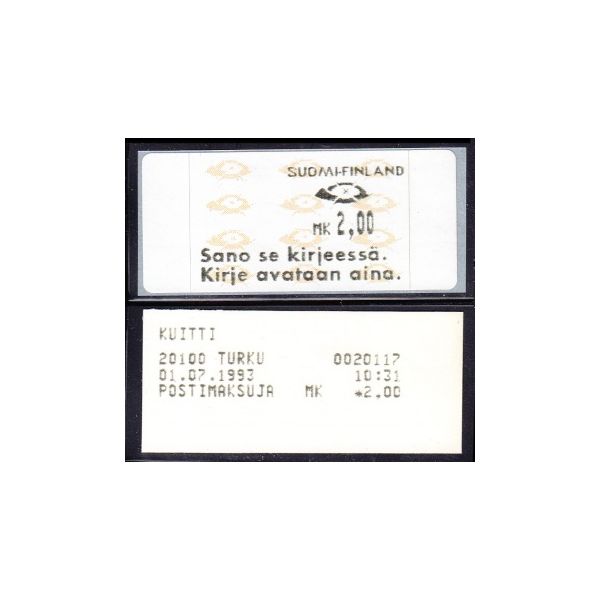 SUOMI-FINLAND
MK 2,00
Sano se kirjeessä.
Kirje avataan aina.
KUITTI
20100 TURKU 0020117
01.07.1993 10:31
POSTIMAKSUJA MK *2,00